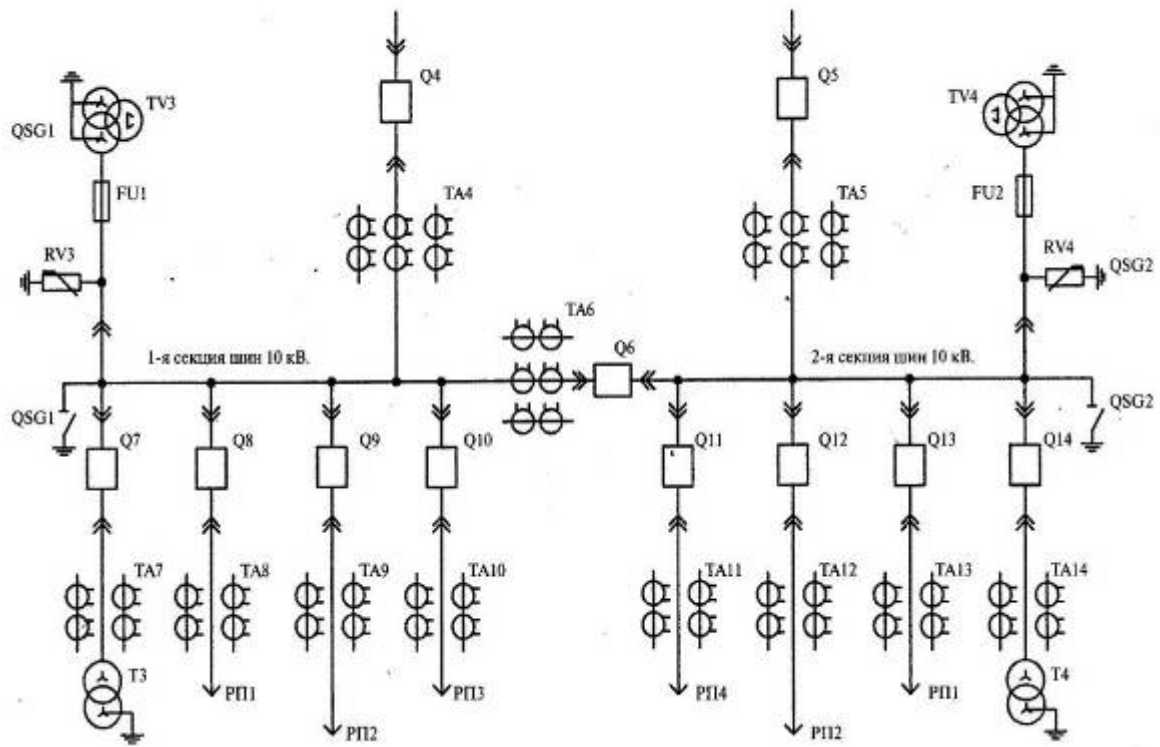 Q4
Q5
TV3
TV4
QSG1
FU1
FU2
TA4
TA5
RV3
RV4
QSG2
TA6
1-я секция шин 10 кВ.
Q6
2-я секция шин 10 кВ.
QSG1
QSG2
Q7
Q8
Q9
Q10
Q11
Q12
Q13
Q14
TA7
TA8
TA9
TA10
TA11
TA12
TA13
TA14
T3
РП1
РП3
РП4
РП1
T4
РП2
РП2